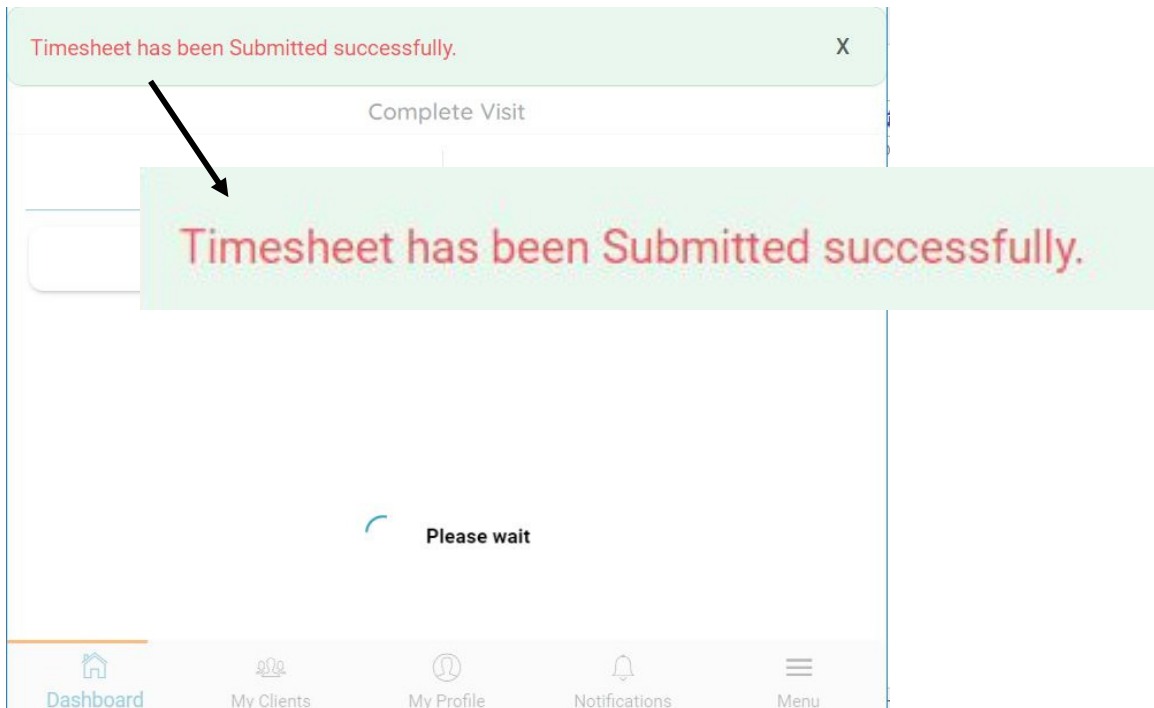 Timesheet has been Submitted successfully. X
Complete Visit
Timesheet has been Submitted successfully.
Please wait
Dashboard My Clients My Profile Notifications Menu